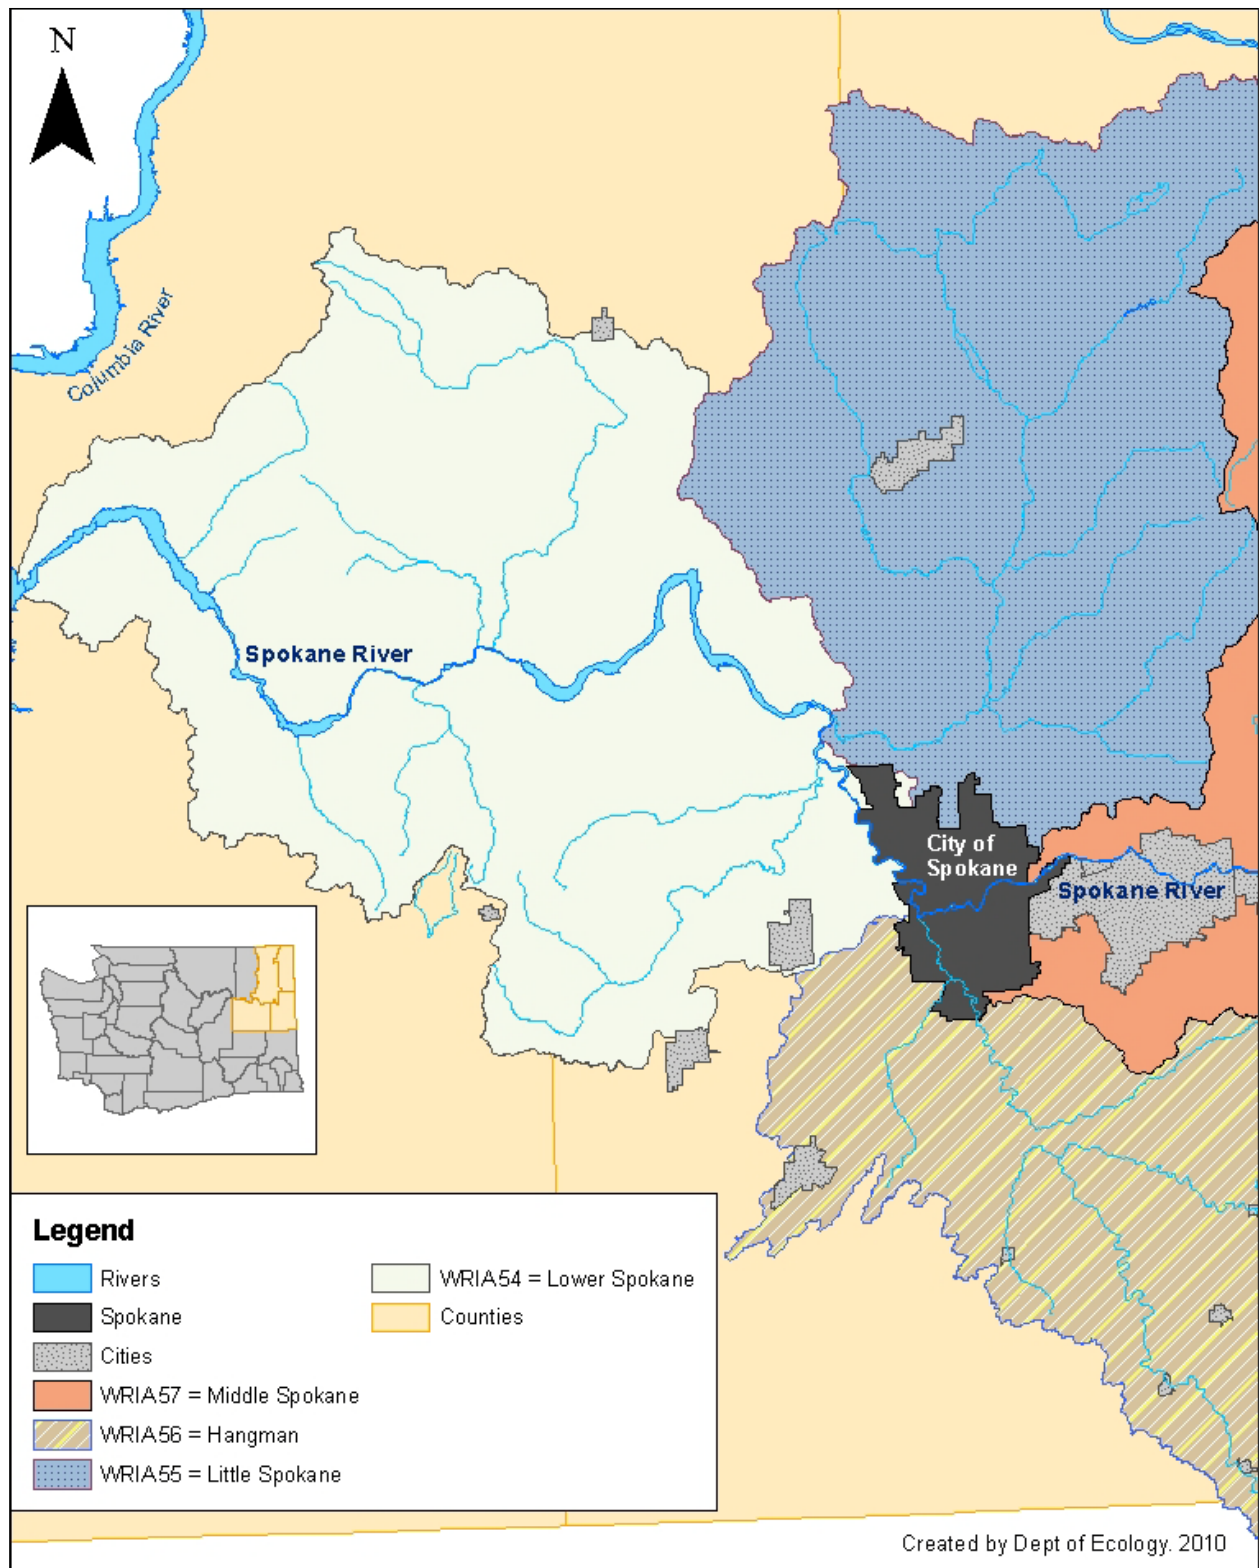 N
Columbia River
Spokane River
City of
Spokane
Spokane River
Legend
Rivers
Spokane
Cities
WRIA57 = Middle Spokane
WRIA56 = Hangman
WRIA55 = Little Spokane
WRIA54 = Lower Spokane
Counties
Created by Dept of Ecology. 2010